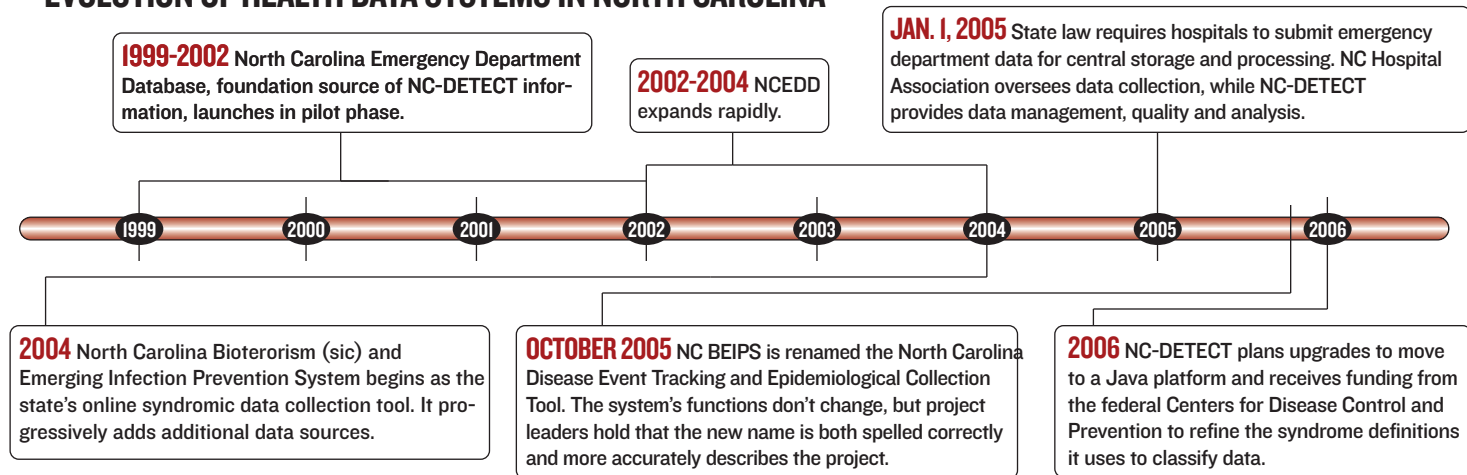 EVOLUTION OF HEALTH DATA SYSTEMS IN NORTH CAROLINA
1999-2002 North Carolina Emergency Department
Database, foundation source of NC-DETECT infor-
mation, launches in pilot phase.
2002-2004 NCEDD
expands rapidly.
JAN. 1, 2005 State law requires hospitals to submit emergency
department data for central storage and processing. NC Hospital
Association oversees data collection, while NC-DETECT
provides data management, quality and analysis.
1999
2000
2001
2002
2003
2004
2005
2006
2004 North Carolina Bioterorism (sic) and
Emerging Infection Prevention System begins as the
state's online syndromic data collection tool. It pro-
gressively adds additional data sources.
OCTOBER 2005 NC BEIPS is renamed the North Carolina
Disease Event Tracking and Epidemiological Collection
Tool. The system's functions don't change, but project
leaders hold that the new name is both spelled correctly
and more accurately describes the project.
2006 NC-DETECT plans upgrades to move
to a Java platform and receives funding from
the federal Centers for Disease Control and
Prevention to refine the syndrome definitions
it uses to classify data.